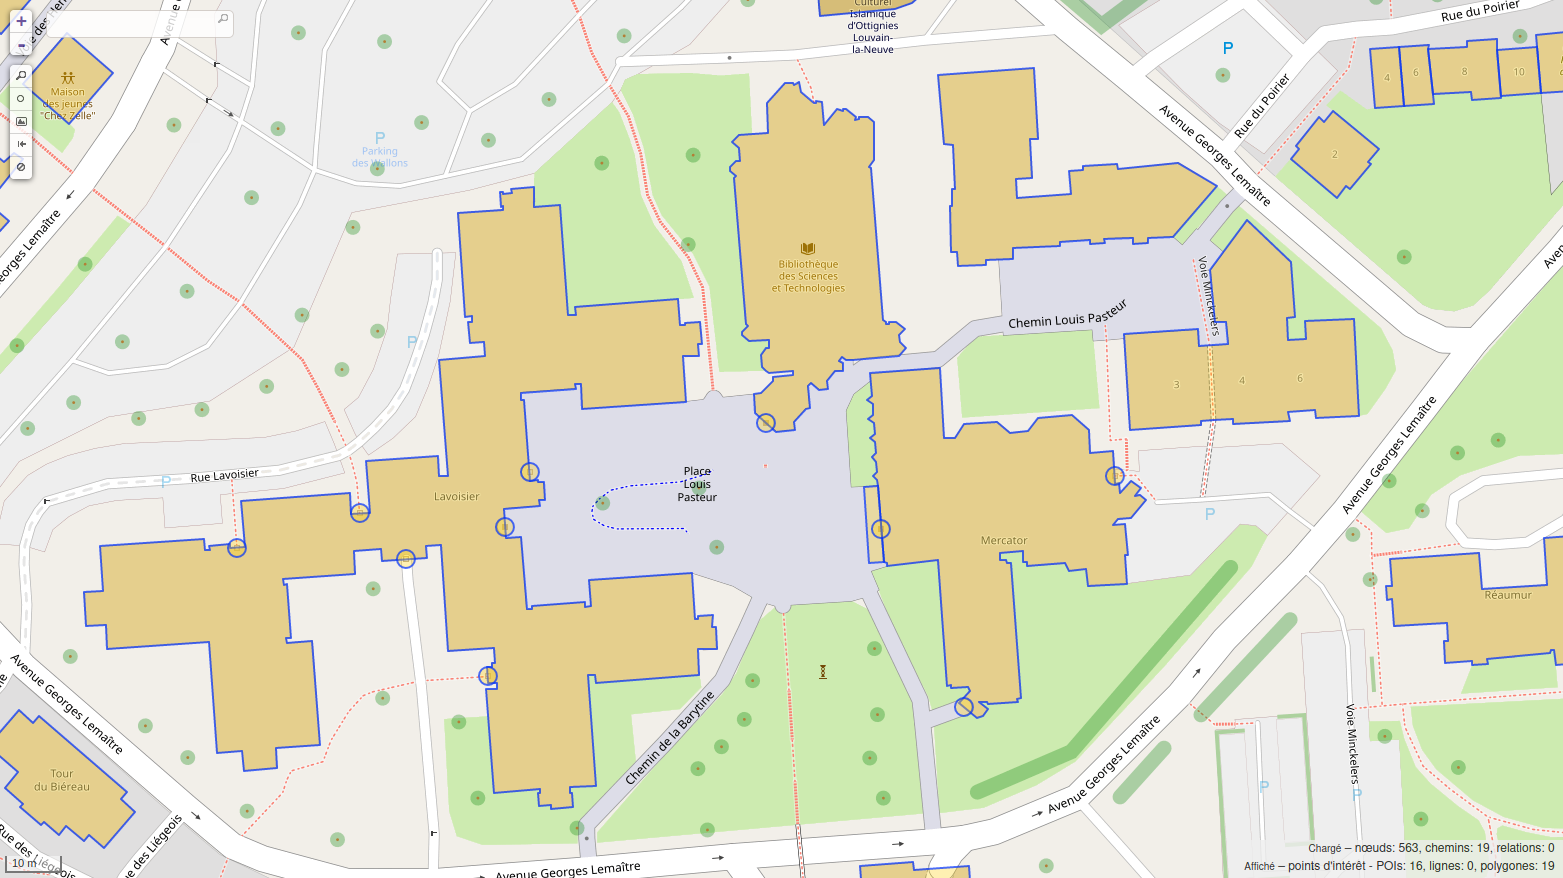 +
-
Avenue
Culturel
Islamique
d'Ottignies
Louvain-
la-Neuve
Rue du Poirier
P
4
6
8
10
Maison
des jeunes
"Chez Zelle"
P
Parking
des Wallons
Rue du Poirier
Avenue Georges Lemaître
2
eorges Lemaître
Bibliothèque
des Sciences
et Technologies
Voie Minckelers
Chemin Louis Pasteur
P
3
4
6
Aven
Avenue Georges Lemaître
Rue Lavoisier
P
Lavoisier
Place
Louis
Pasteur
P
Mercator
Réaumur
Avenue Georges Lemaître
Tour
du Biéreau
Chemin de la Barytine
Voie Minckelers
P
P
Avenue Georges Lemaître
Rue des Liégeois
e des Liégeois
10 m
Avenue Georges Lemaître
Chargé – nœuds: 563, chemins: 19, relations: 0
Affiché – points d'intérêt - POIs: 16, lignes: 0, polygones: 19